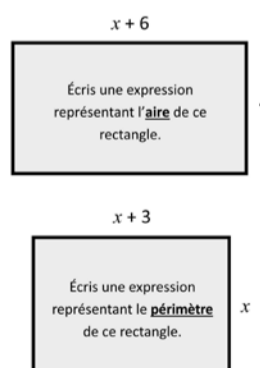 x + 6
Écris une expression
représentant l'aire de ce
rectangle.
x + 3
Écris une expression
représentant le périmètre
de ce rectangle.
x